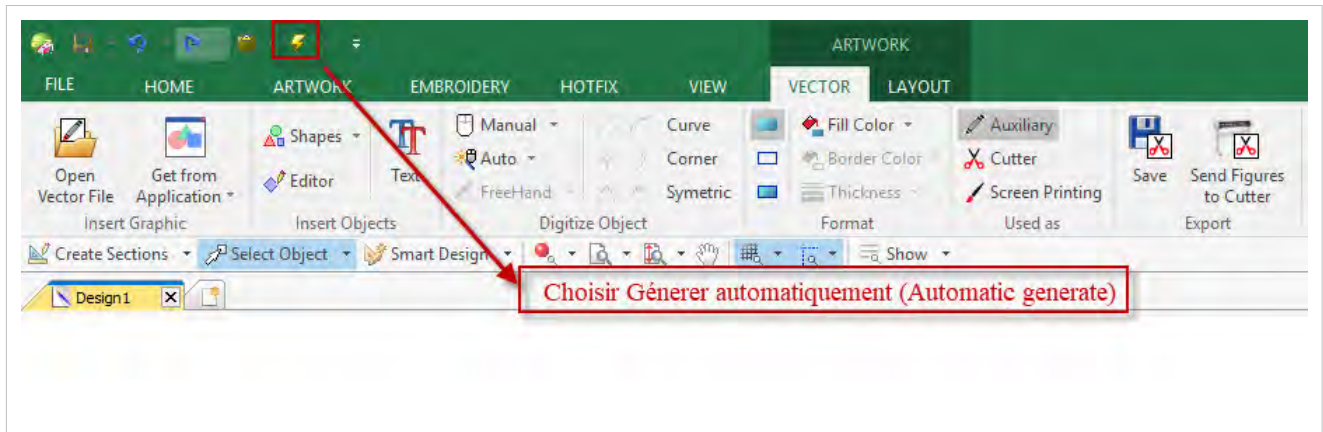 ARTWORK
FILE HOME ARTWORK EMBROIDERY HOTFIX VIEW VECTOR LAYOUT
Manual Curve Fill Color Auxiliary
Shapes
Auto Corner Border Color Cutter
Open Get from Editor Text Save Send Figures
Vector File Application FreeHand Symetric Thickness Screen Printing to Cutter
Insert Graphic Insert Objects Digitize Object Format Used as Export
Create Sections Select Object Smart Design Show
Design1 Choisir Génerer automatiquement (Automatic generate)